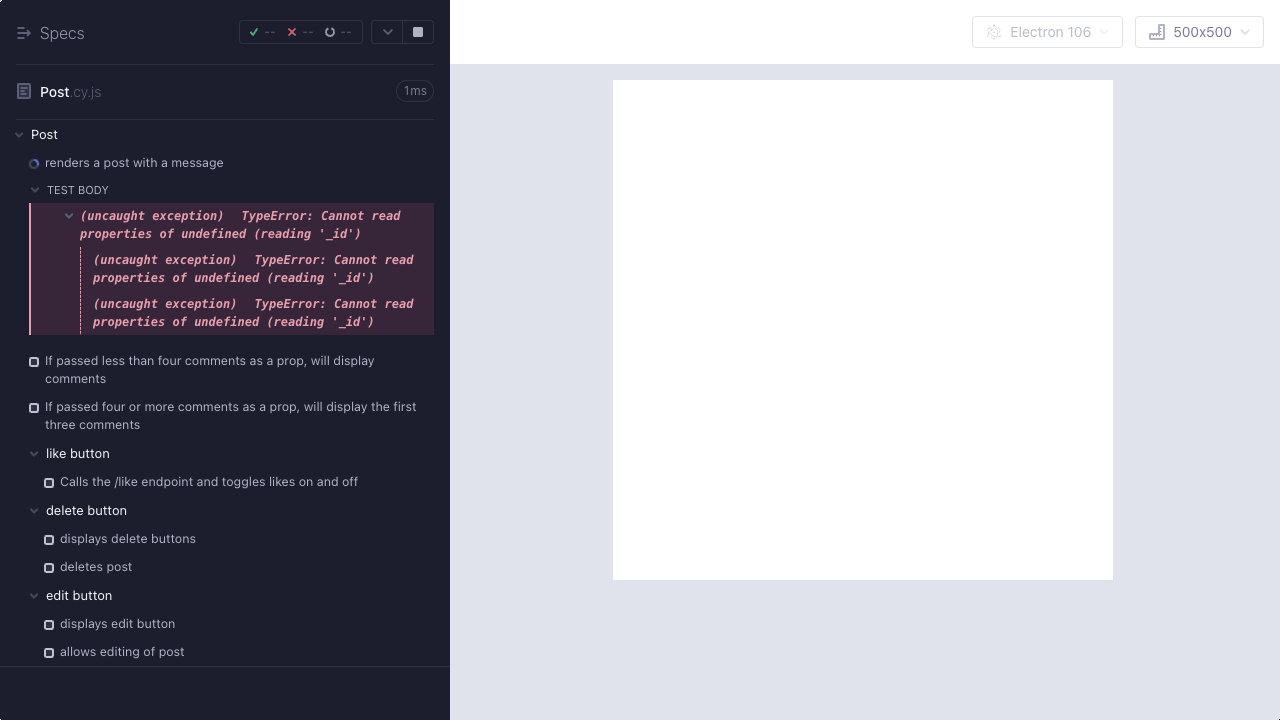 Specs
--
--
--
Electron 106
500x500
Post.cy.js
1ms
Post
renders a post with a message
TEST BODY
(uncaught exception) TypeError: Cannot read
properties of undefined (reading '_id')
(uncaught exception) TypeError: Cannot read
properties of undefined (reading '_id')
(uncaught exception) TypeError: Cannot read
properties of undefined (reading '_id')
If passed less than four comments as a prop, will display
comments
If passed four or more comments as a prop, will display the first
three comments
like button
Calls the /like endpoint and toggles likes on and off
delete button
displays delete buttons
deletes post
edit button
displays edit button
allows editing of post